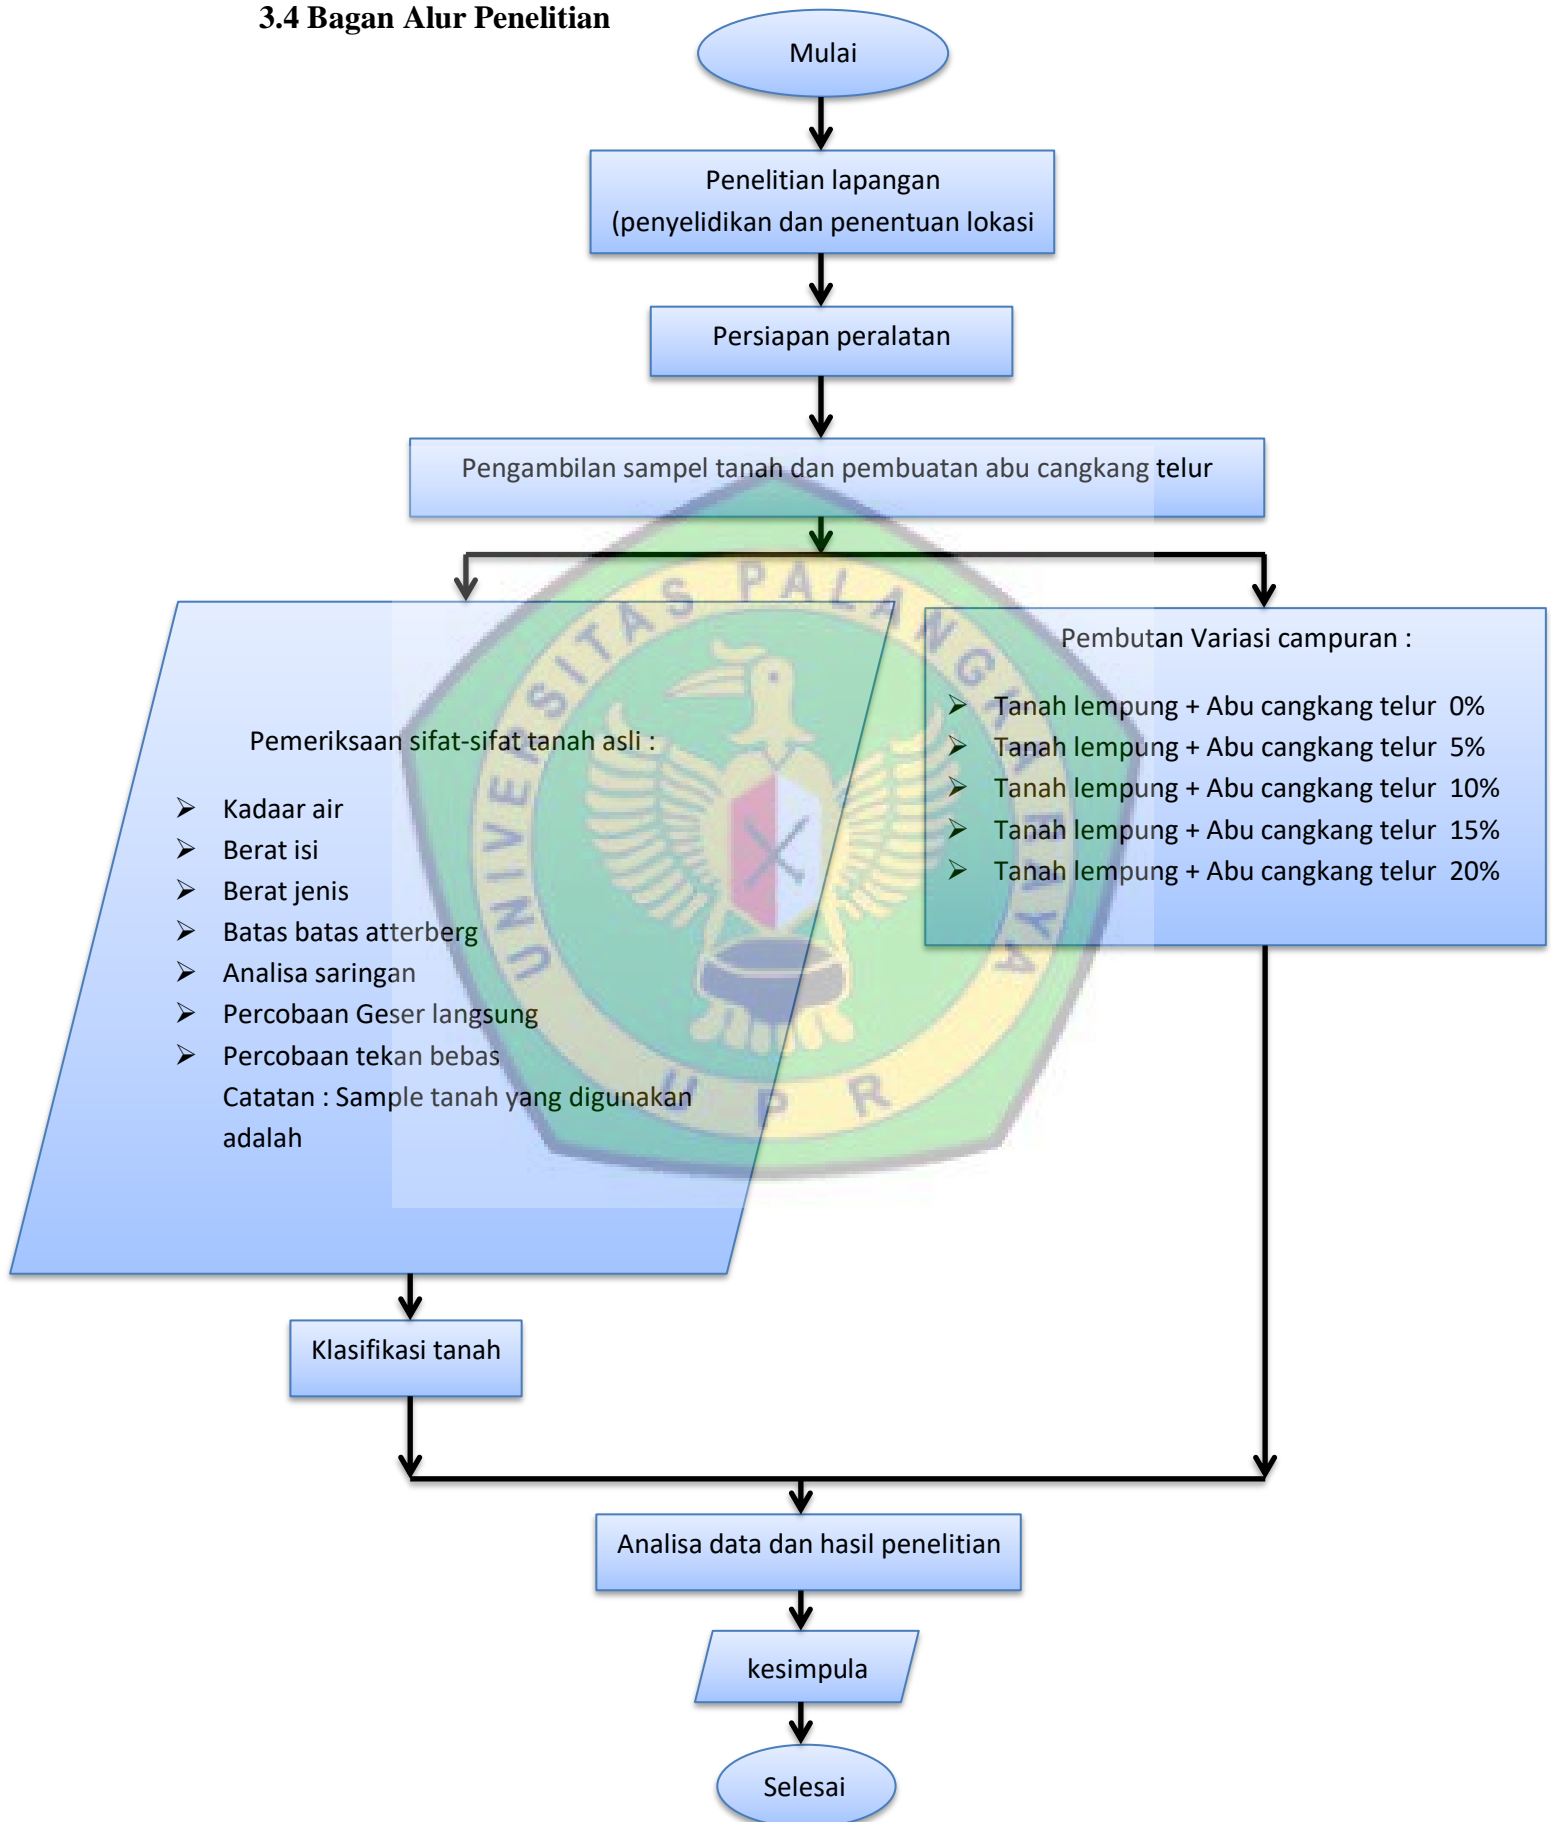 3.4 Bagan Alur Penelitian
Mulai
Penelitian lapangan
(penyelidikan dan penentuan lokasi
Persiapan peralatan
Pengambilan sampel tanah dan pembuatan abu cangkang telur
Pemeriksaan sifat-sifat tanah asli :
➢ Kadaar air
➢ Berat isi
➢ Berat jenis
➢ Batas batas atterberg
➢ Analisa saringan
➢ Percobaan Geser langsung
➢ Percobaan tekan bebas
Catatan : Sample tanah yang digunakan
adalah
Pembutan Variasi campuran :
➢ Tanah lempung + Abu cangkang telur 0%
➢ Tanah lempung + Abu cangkang telur 5%
➢ Tanah lempung + Abu cangkang telur 10%
➢ Tanah lempung + Abu cangkang telur 15%
➢ Tanah lempung + Abu cangkang telur 20%
UNIVERSITAS PALANGKA RAYA
U P R
Klasifikasi tanah
Analisa data dan hasil penelitian
kesimpula
Selesai